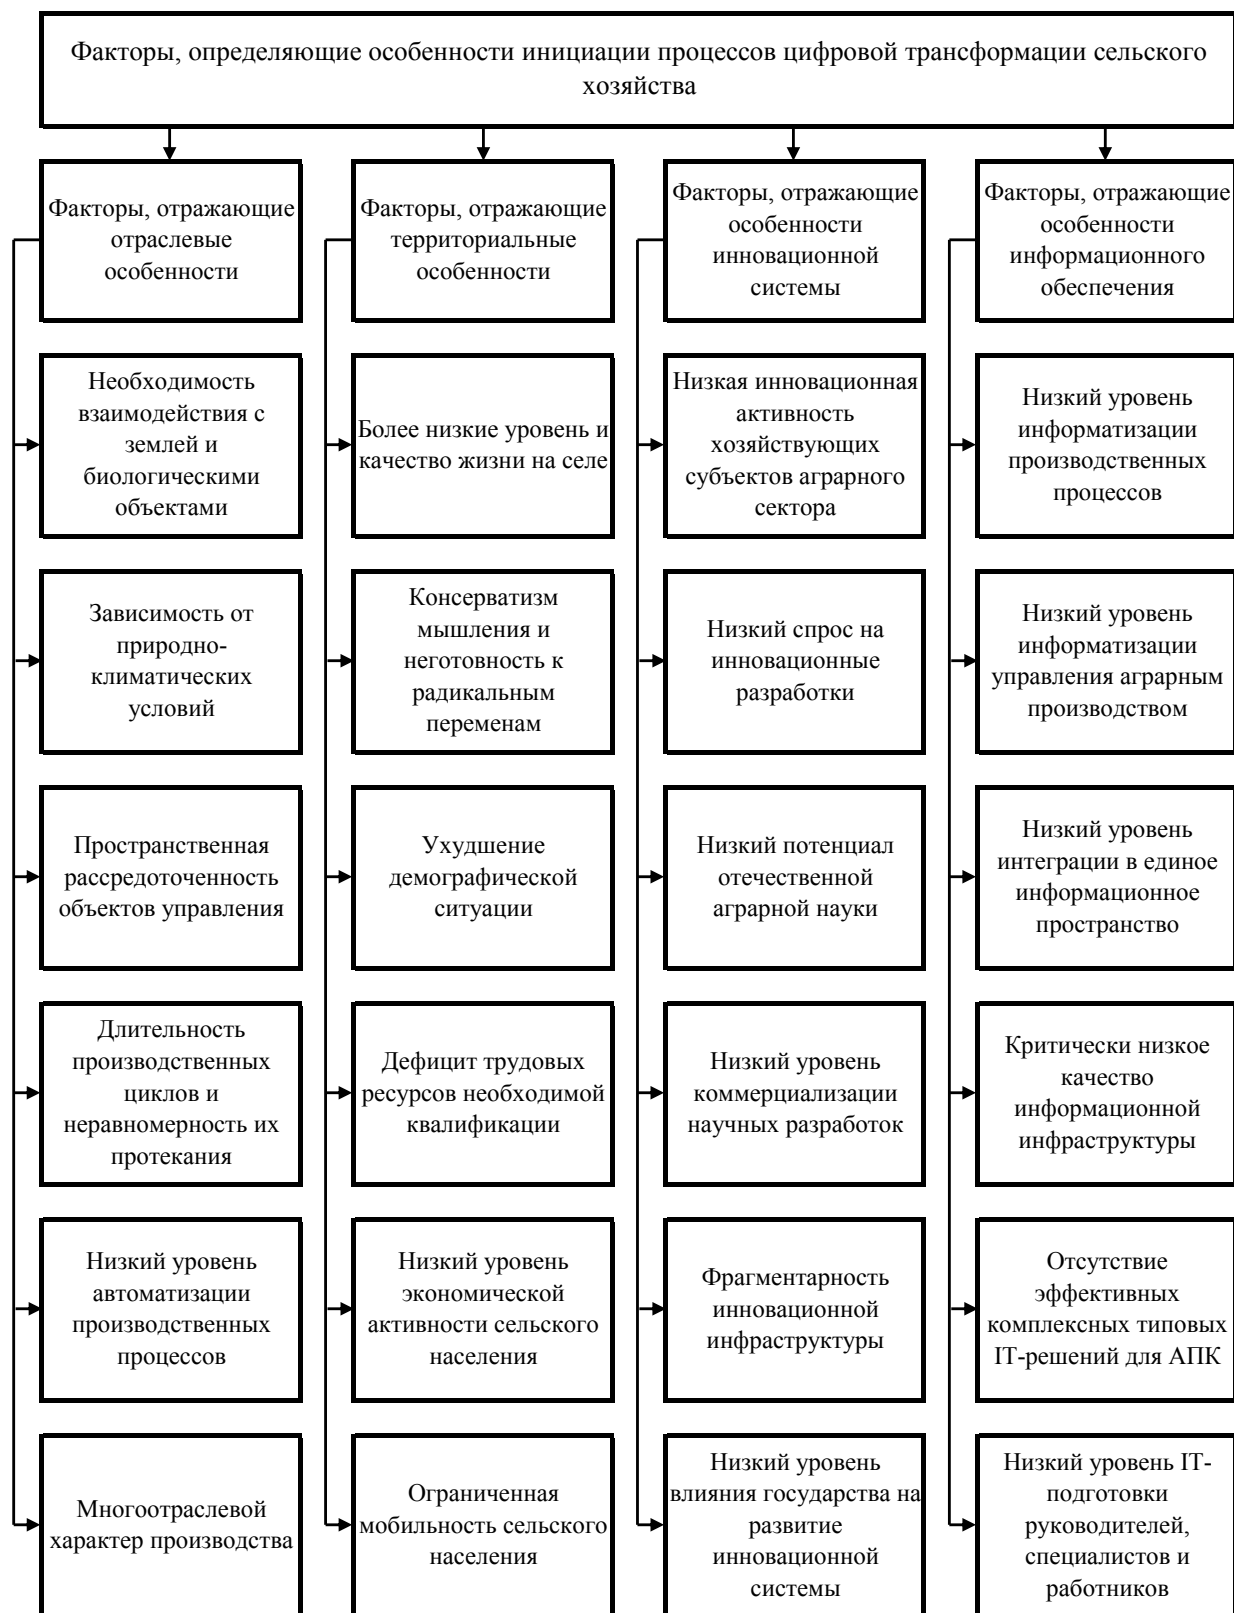 Факторы, определяющие особенности инициации процессов цифровой трансформации сельского
хозяйства
Факторы, отражающие
отраслевые
особенности
Факторы, отражающие
территориальные
особенности
Факторы, отражающие
особенности
инновационной
системы
Факторы, отражающие
особенности
информационного
обеспечения
Необходимость
взаимодействия с
землей и
биологическими
объектами
Более низкие уровень и
качество жизни на селе
Низкая инновационная
активность
хозяйствующих
субъектов аграрного
сектора
Низкий уровень
информатизации
производственных
процессов
Зависимость от
природно-
климатических
условий
Консерватизм
мышления и
неготовность к
радикальным
переменам
Низкий спрос на
инновационные
разработки
Низкий уровень
информатизации
управления аграрным
производством
Пространственная
рассредоточенность
объектов управления
Ухудшение
демографической
ситуации
Низкий потенциал
отечественной
аграрной науки
Низкий уровень
интеграции в единое
информационное
пространство
Длительность
производственных
циклов и
неравномерность их
протекания
Дефицит трудовых
ресурсов необходимой
квалификации
Низкий уровень
коммерциализации
научных разработок
Критически низкое
качество
информационной
инфраструктуры
Низкий уровень
автоматизации
производственных
процессов
Низкий уровень
экономической
активности сельского
населения
Фрагментарность
инновационной
инфраструктуры
Отсутствие
эффективных
комплексных типовых
IT-решений для АПК
Многоотраслевой
характер производства
Ограниченная
мобильность сельского
населения
Низкий уровень
влияния государства на
развитие
инновационной
системы
Низкий уровень IT-
подготовки
руководителей,
специалистов и
работников